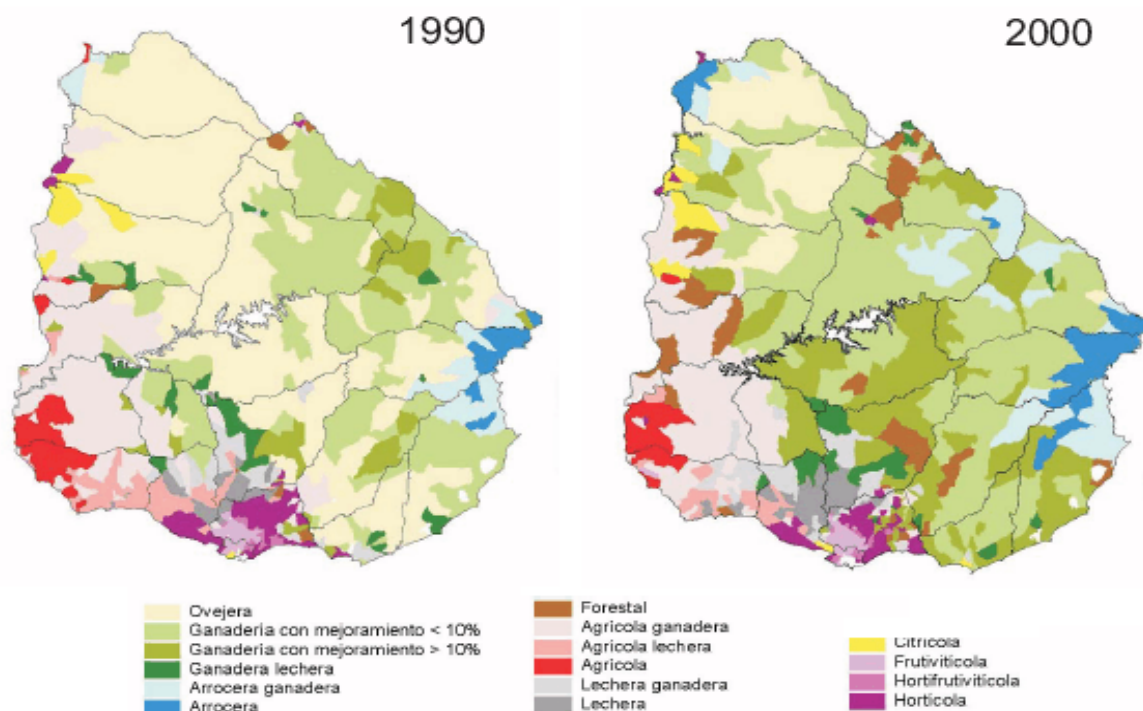 1990
2000
Ovejera
Ganadería con mejoramiento < 10%
Ganadería con mejoramiento > 10%
Ganadera lechera
Arrocera ganadera
Arrocera
Forestal
Agrícola ganadera
Agrícola lechera
Agrícola
Lechera ganadera
Lechera
Citrícola
Frutivitícola
Hortifrutivitícola
Hortícola